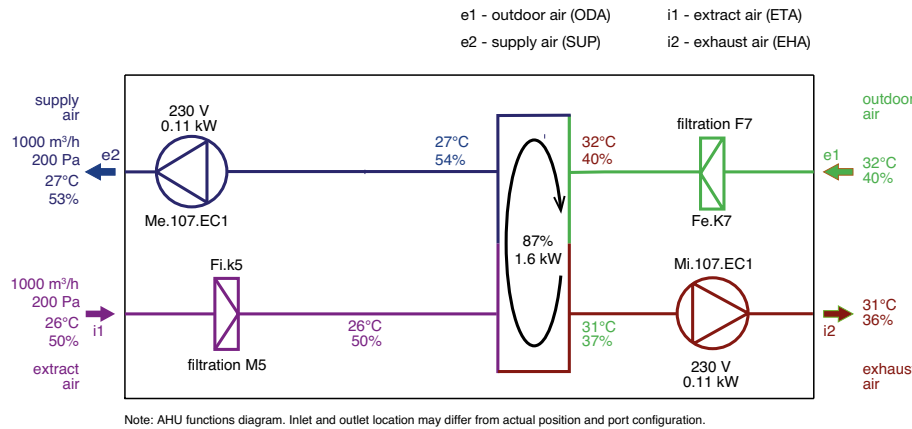 e1 - outdoor air (ODA)
i1 - extract air (ETA)
e2 - supply air (SUP)
i2 - exhaust air (EHA)
supply
air
1000 m³/h
200 Pa
e2
27°C
53%
230 V
0.11 kW
Me.107.EC1
27°C
54%
32°C
40%
filtration F7
Fe.K7
outdoor
air
e1
32°C
40%
87%
1.6 kW
1000 m³/h
200 Pa
26°C
50%
i1
extract
air
Fi.k5
filtration M5
26°C
50%
31°C
37%
Mi.107.EC1
230 V
0.11 kW
i2
31°C
36%
exhaus
air
Note: AHU functions diagram. Inlet and outlet location may differ from actual position and port configuration.